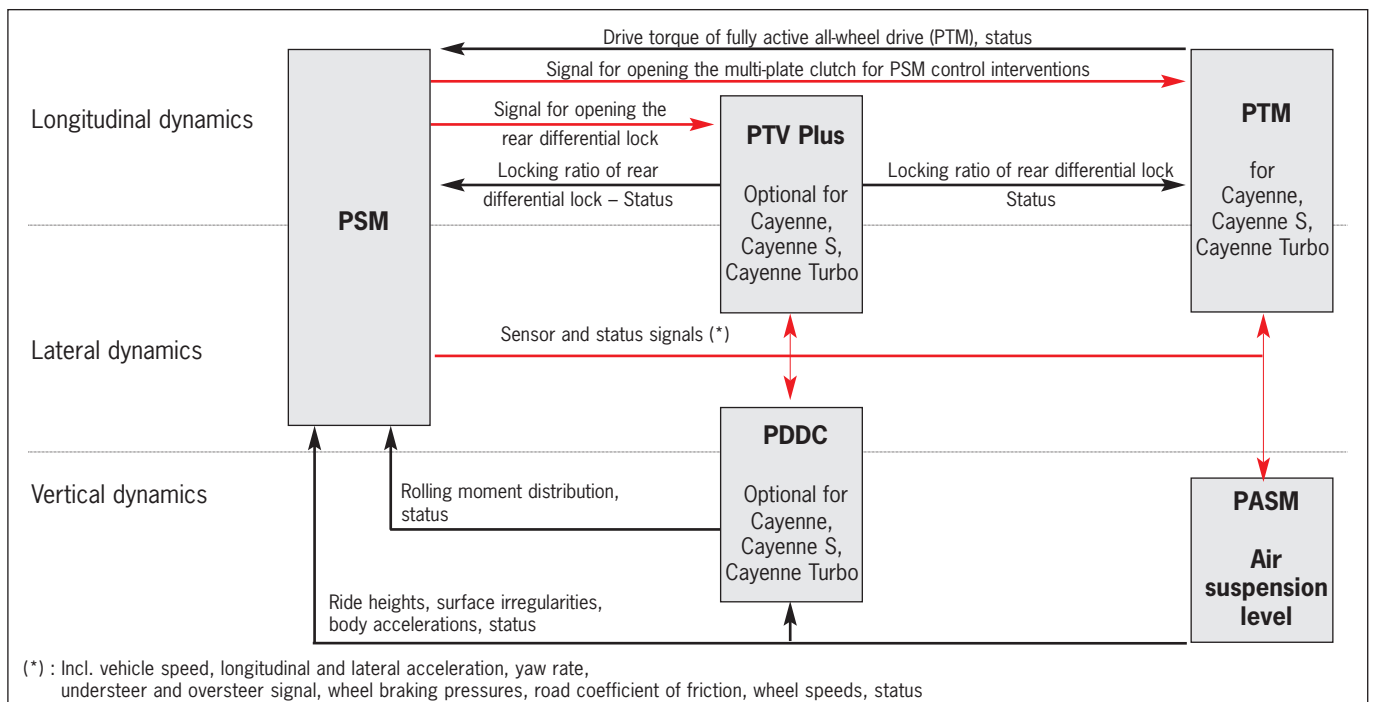 Drive torque of fully active all-wheel drive (PTM), status
Signal for opening the multi-plate clutch for PSM control interventions
Longitudinal dynamics
Signal for opening the
rear differential lock
Locking ratio of rear
differential lock – Status
PSM
PTV Plus
Optional for
Cayenne,
Cayenne S,
Cayenne Turbo
Locking ratio of rear differential lock
Status
PTM
for
Cayenne,
Cayenne S,
Cayenne Turbo
Lateral dynamics
Sensor and status signals (*)
Vertical dynamics
Rolling moment distribution,
status
PDDC
Optional for
Cayenne,
Cayenne S,
Cayenne Turbo
PASM
Air
suspension
level
Ride heights, surface irregularities,
body accelerations, status
(*) : Incl. vehicle speed, longitudinal and lateral acceleration, yaw rate,
understeer and oversteer signal, wheel braking pressures, road coefficient of friction, wheel speeds, status